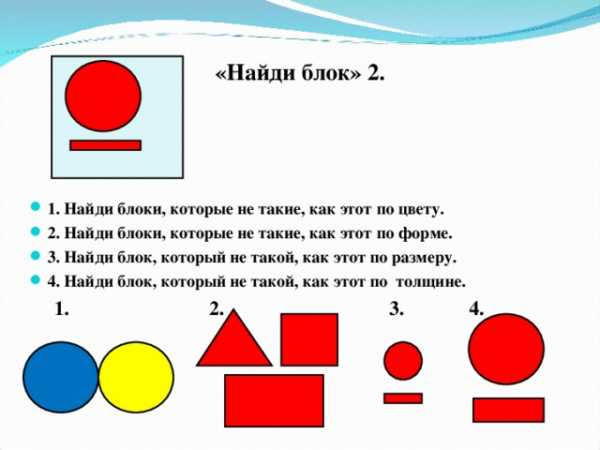 «Найди блок» 2.
1. Найди блоки, которые не такие, как этот по цвету.
2. Найди блоки, которые не такие, как этот по форме.
3. Найди блок, который не такой, как этот по размеру.
4. Найди блок, который не такой, как этот по толщине.
1. 2. 3. 4.